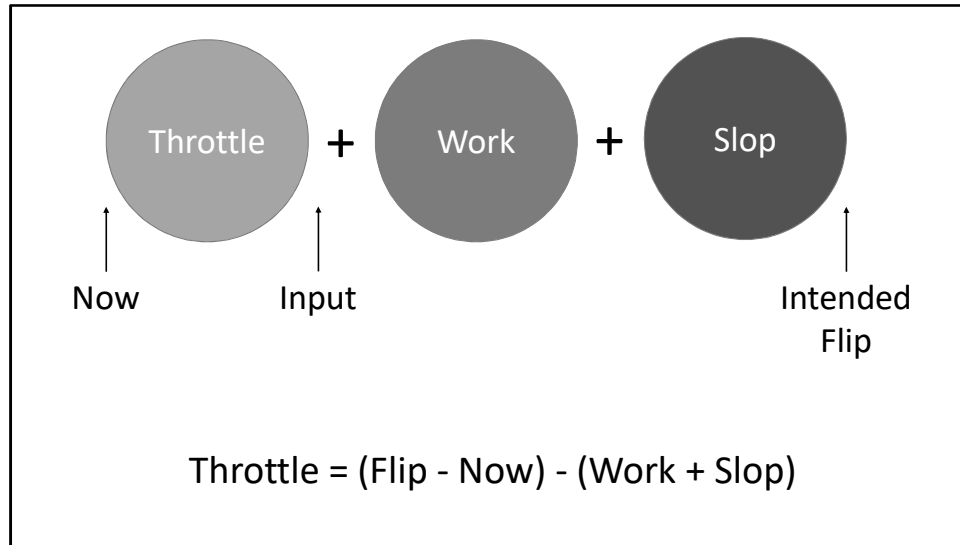 Throttle + Work + Slop
Now
Input
Intended
Flip
Throttle = (Flip - Now) - (Work + Slop)